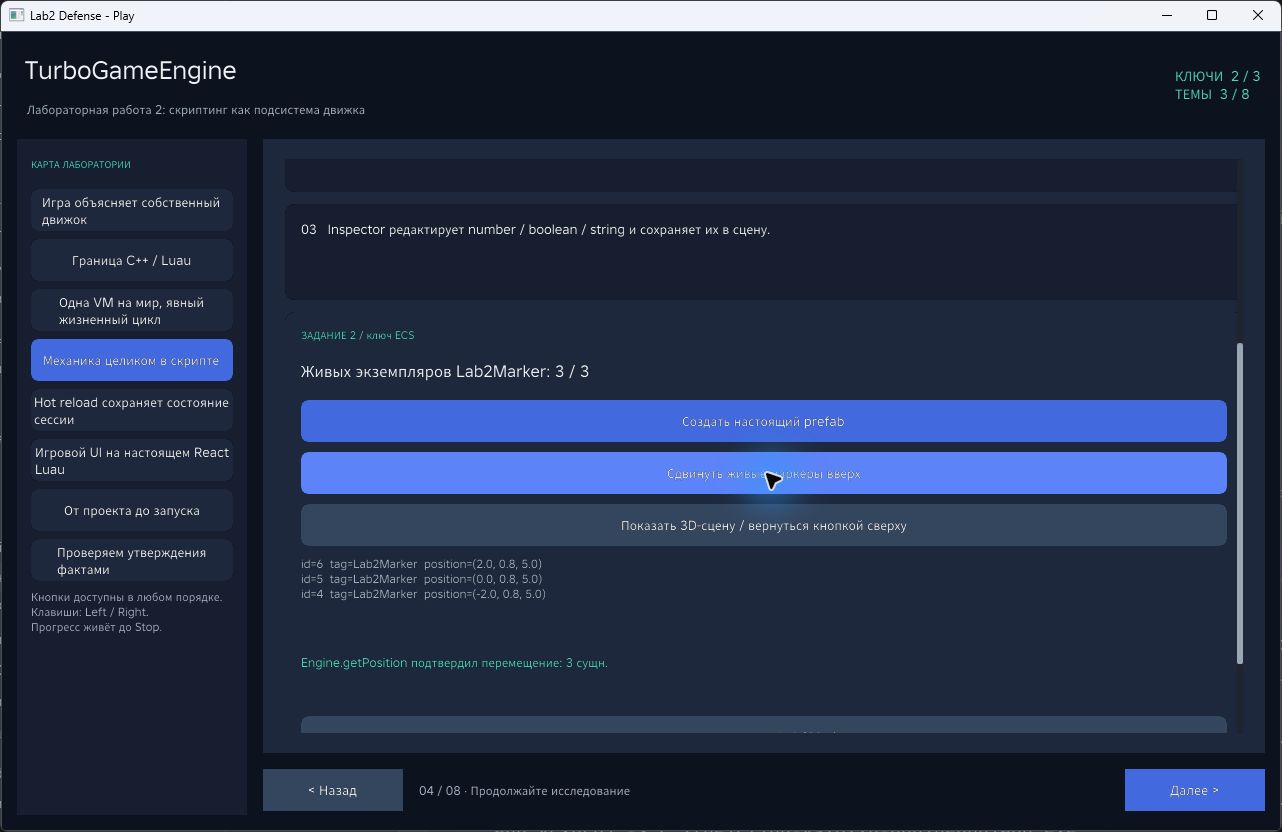 Lab2 Defense - Play
TurboGameEngine
Лабораторная работа 2: скриптинг как подсистема движка
КЛЮЧИ 2 / 3
ТЕМЫ 3 / 8
КАРТА ЛАБОРАТОРИИ
Игра объясняет собственный
движок
Граница C++ / Luau
Одна VM на мир, явный
жизненный цикл
Механика целиком в скрипте
Hot reload сохраняет состояние
сессии
Игровой UI на настоящем React
Luau
От проекта до запуска
Проверяем утверждения
фактами
Кнопки доступны в любом порядке.
Клавиши: Left / Right.
Прогресс живёт до Stop.
03 Inspector редактирует number / boolean / string и сохраняет их в сцену.
ЗАДАНИЕ 2 / ключ ECS
Живых экземпляров Lab2Marker: 3 / 3
Создать настоящий prefab
Сдвинуть живые маркеры вверх
Показать 3D-сцену / вернуться кнопкой сверху
id=6 tag=Lab2Marker position=(2.0, 0.8, 5.0)
id=5 tag=Lab2Marker position=(0.0, 0.8, 5.0)
id=4 tag=Lab2Marker position=(-2.0, 0.8, 5.0)
Engine.getPosition подтвердил перемещение: 3 сущн.
< Назад
04 / 08 · Продолжайте исследование
Далее >